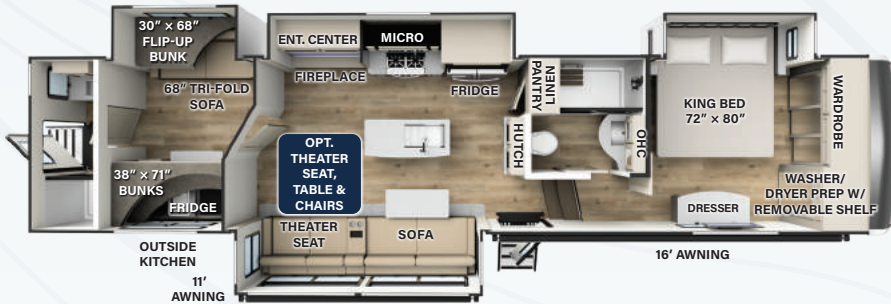 30" × 68"
FLIP-UP
BUNK
68" TRI-FOLD
SOFA
38" × 71"
BUNKS
FRIDGE
OUTSIDE
KITCHEN
11'
AWNING
ENT. CENTER
MICRO
FIREPLACE
FRIDGE
OPT.
THEATER
SEAT,
TABLE &
CHAIRS
THEATER
SEAT
SOFA
PANTRY
LINEN
HUTCH
OHC
KING BED
72" × 80"
WARDROBE
WASHER/
DRYER PREP W/
REMOVABLE SHELF
DRESSER
16' AWNING